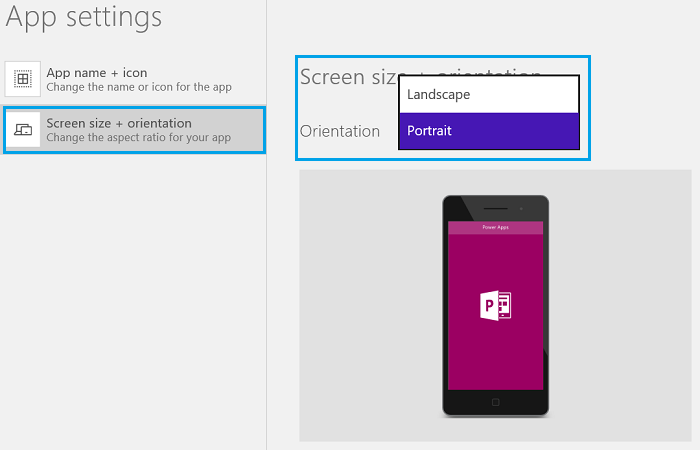 App settings
App name + icon
Change the name or icon for the app
Screen size + orientation
Change the aspect ratio for your app
Screen size + orientation
Orientation
Landscape
Portrait
Power Apps
P